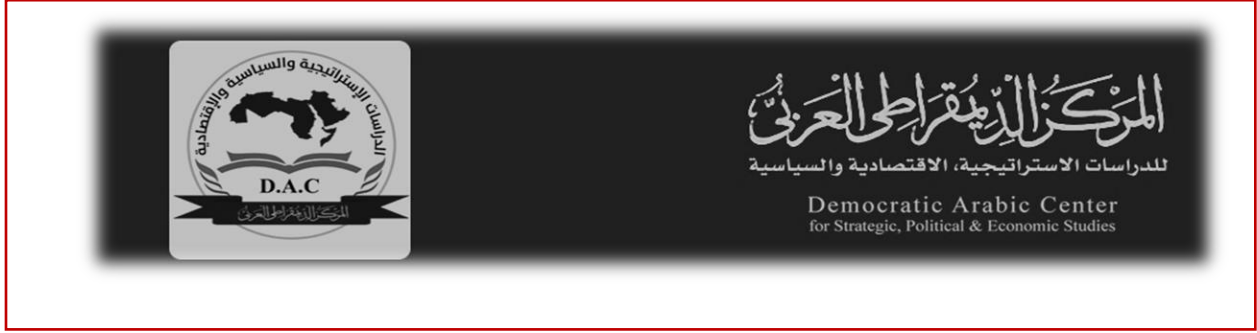 المركز الديمقراطي العربي
للدراسات الاستراتيجية، الاقتصادية والسياسية
Democratic Arabic Center
for Strategic, Political & Economic Studies
الدراسات الإستراتيجية والسياسية والإقتصادية
D.A.C
المركز الديمقراطي العربي